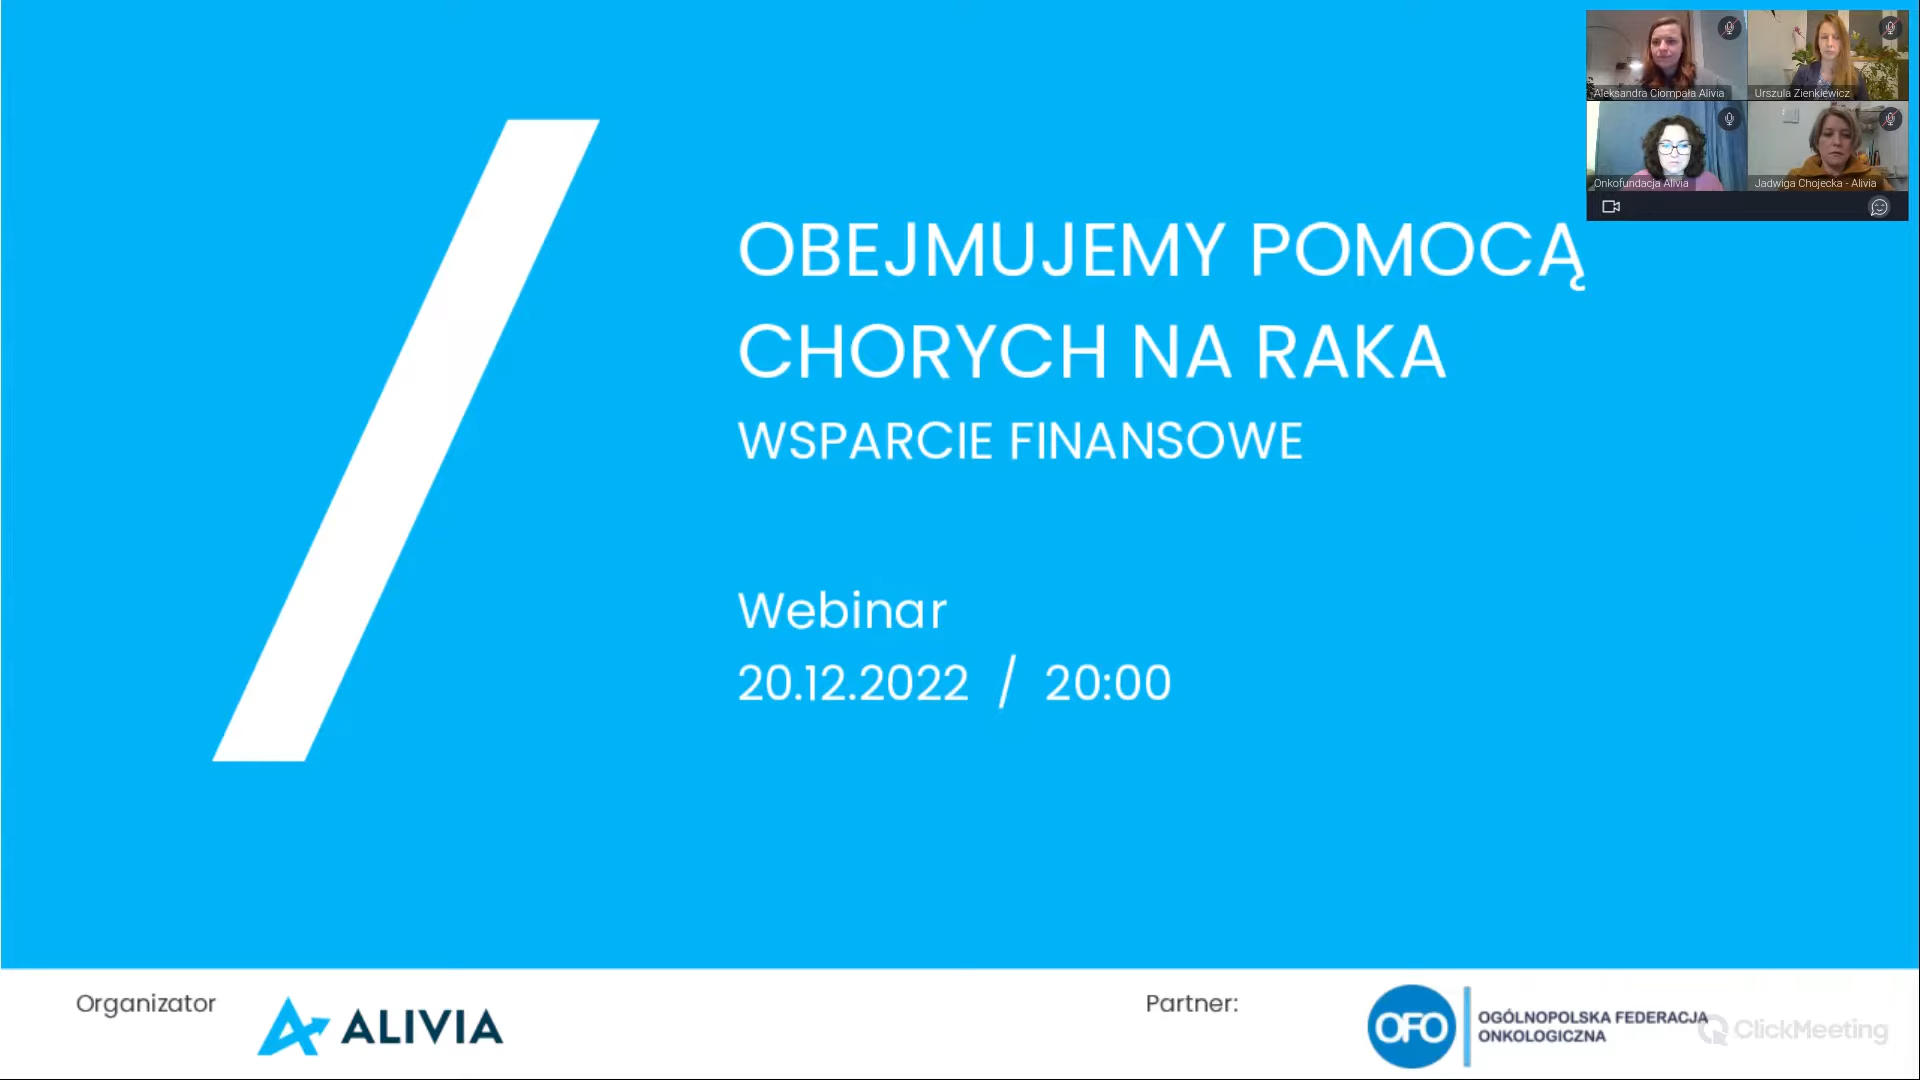 Aleksandra Ciompała Alivia
Urszula Zienkiewicz
Onkofundacja Alivia
Jadwiga Chojecka - Alivia
OBEJMUJEMY POMOCĄ
CHORYCH NA RAKA
WSPARCIE FINANSOWE
Webinar
20.12.2022 / 20:00
Organizator
ALIVIA
Partner:
OFO
OGÓLNOPOLSKA FEDERACJA
ONKOLOGICZNA
ClickMeeting